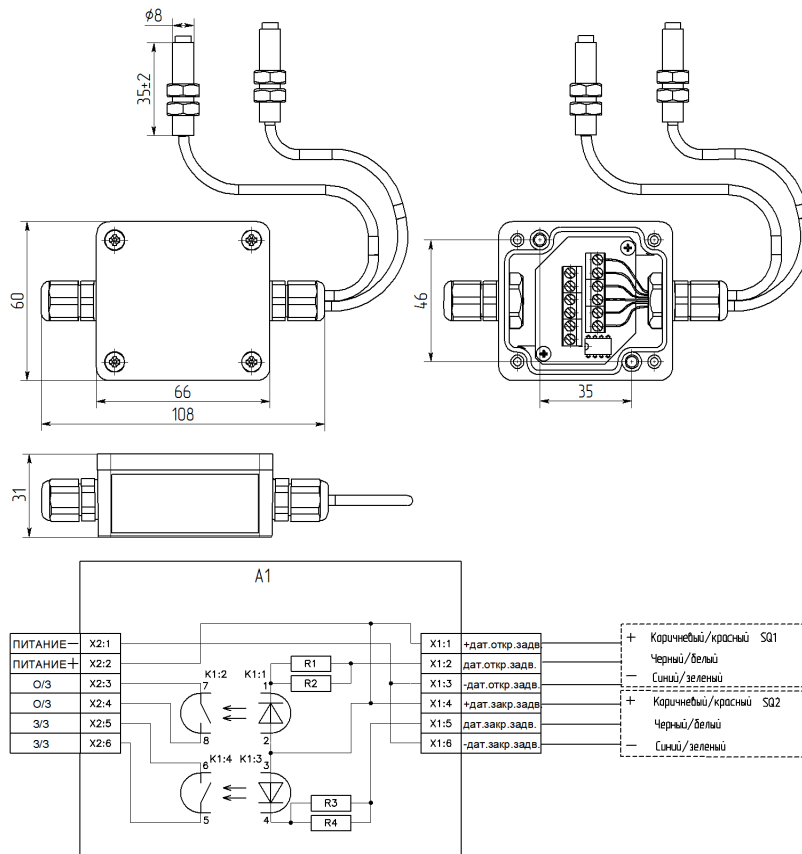 ϕ8
35±2
60
66
108
46
35
31
A1
ПИТАНИЕ− X2:1
ПИТАНИЕ+ X2:2
О/З X2:3
О/З X2:4
З/З X2:5
З/З X2:6
K1:2 K1:1
7 1
8 2
K1:4 K1:3
6 3
5 4
R1
R2
R3
R4
X1:1 +дат.откр.задв.
X1:2 дат.откр.задв.
X1:3 -дат.откр.задв.
X1:4 +дат.закр.задв.
X1:5 дат.закр.задв.
X1:6 -дат.закр.задв.
+ Каричневый/красный SQ1
Черный/белый
− Синий/зеленый
+ Каричневый/красный SQ2
Черный/белый
− Синий/зеленый